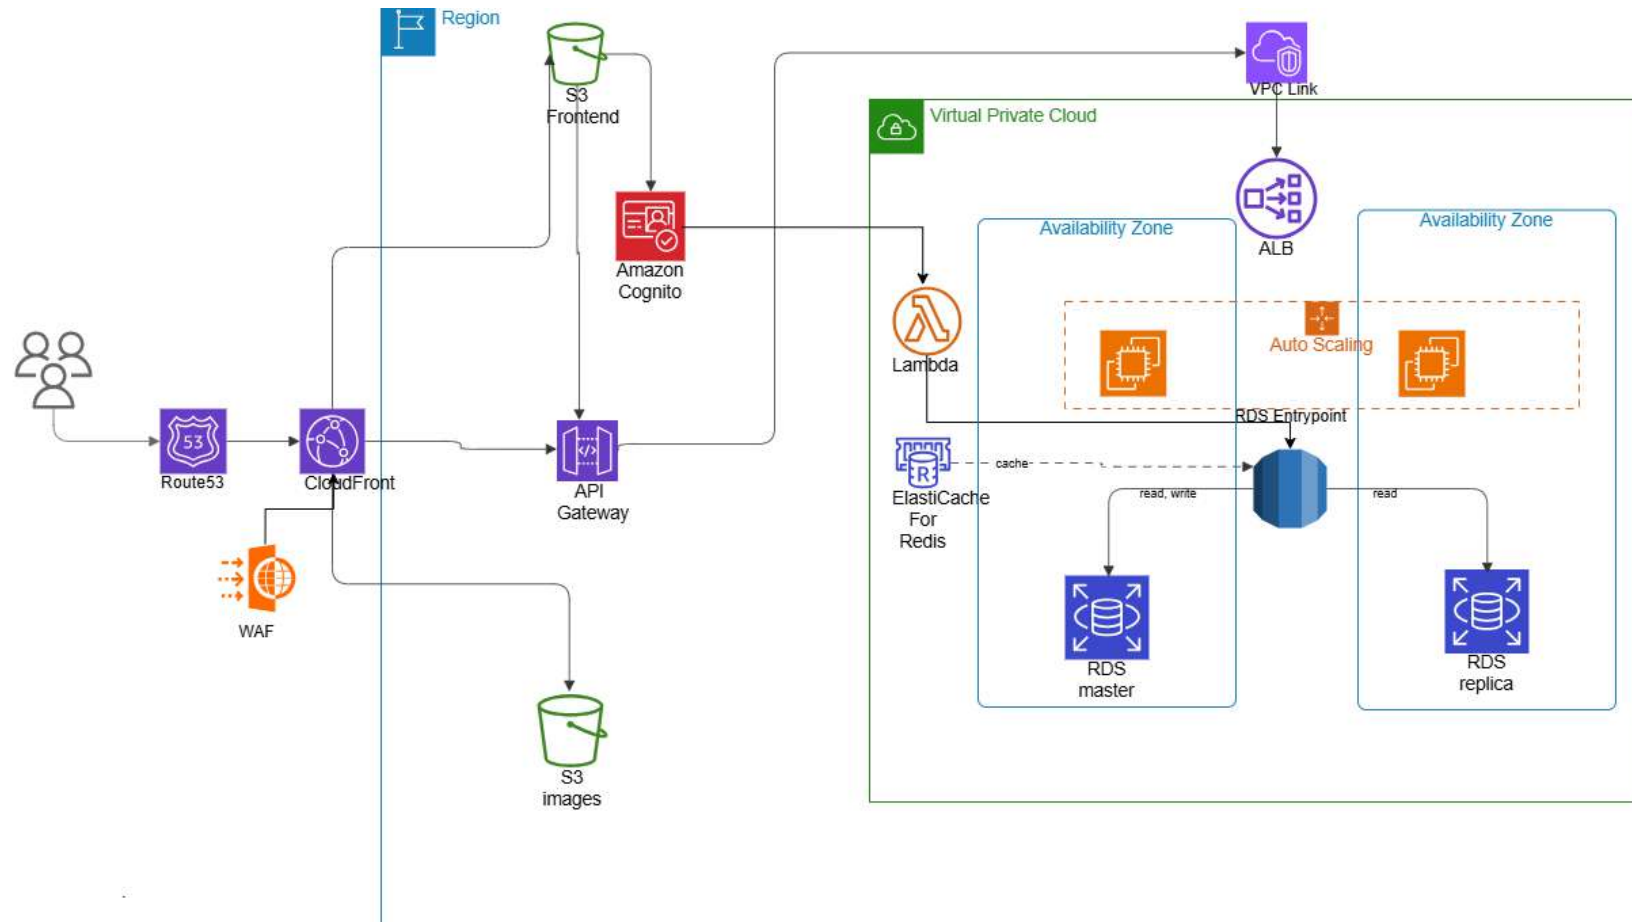 Region
S3
Frontend
VPC Link
Virtual Private Cloud
Amazon
Cognito
Availability Zone
ALB
Availability Zone
Lambda
Auto Scaling
RDS Entrypoint
53
Route53
CloudFront
</>
API
Gateway
R
ElastiCache
For
Redis
cache
read, write
read
WAF
RDS
master
RDS
replica
S3
images